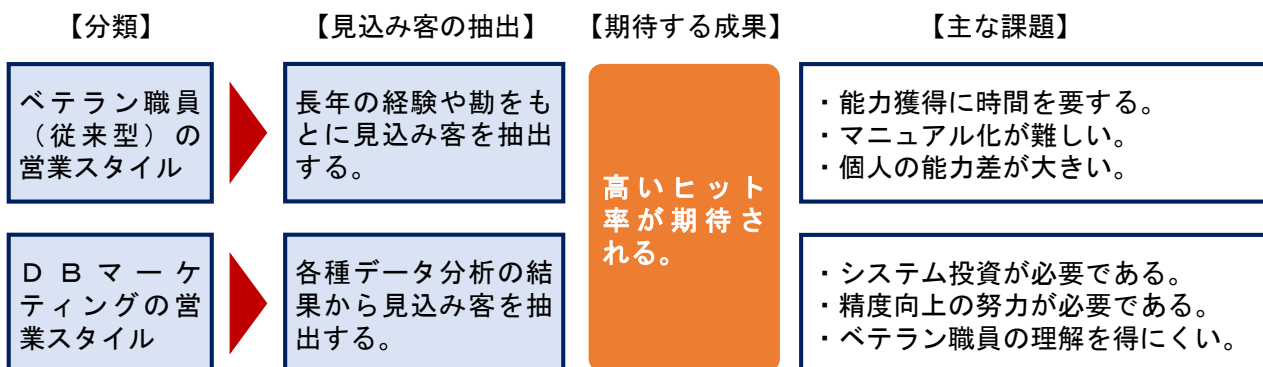 【分類】
【見込み客の抽出】
【期待する成果】
【主な課題】
ベテラン職員
（従来型）の
営業スタイル
長年の経験や勘をも
とに見込み客を抽出
する。
高いヒット
率が期待さ
れる。
・能力獲得に時間を要する。
・マニュアル化が難しい。
・個人の能力差が大きい。
ＤＢマーケ
ティングの営
業スタイル
各種データ分析の結
果から見込み客を抽
出する。
・システム投資が必要である。
・精度向上の努力が必要である。
・ベテラン職員の理解を得にくい。